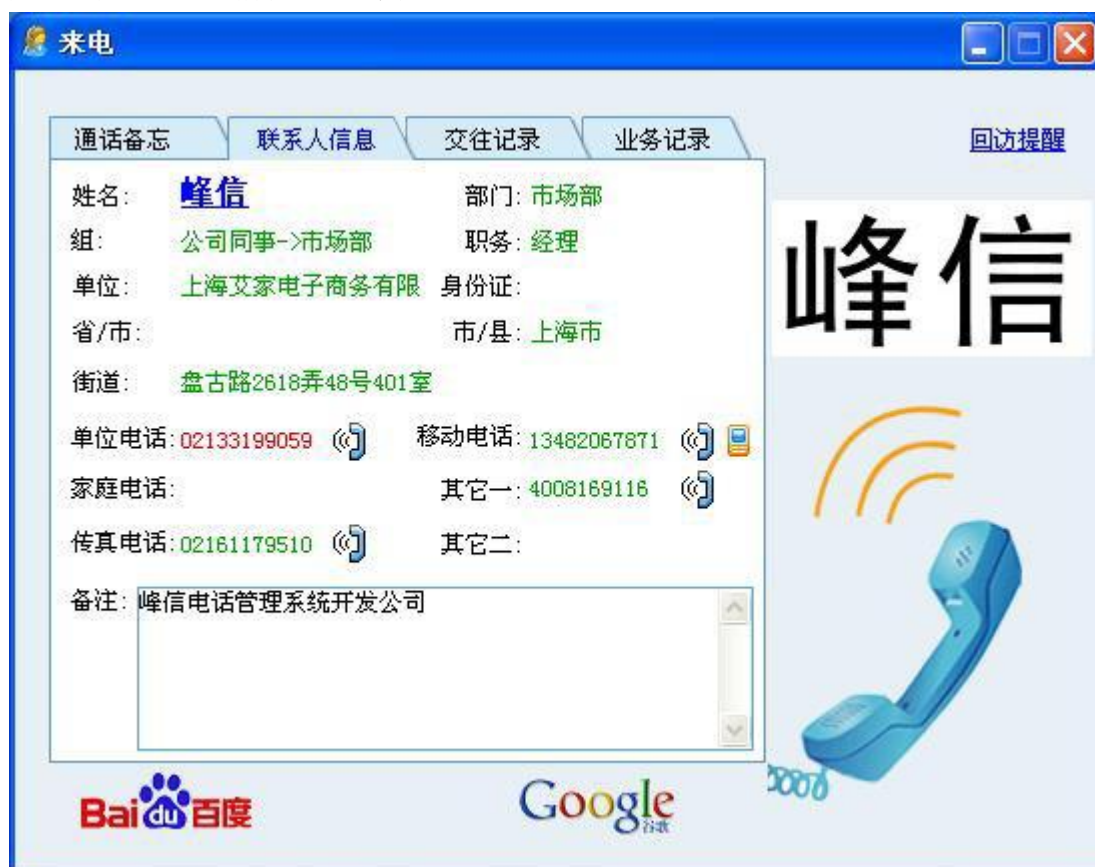 来电
通话备忘 联系人信息 交往记录 业务记录 回访提醒
姓名: 峰信 部门: 市场部
组: 公司同事->市场部 职务: 经理
单位: 上海艾家电子商务有限 身份证:
省/市: 市/县: 上海市
街道: 盘古路2618弄48号401室
单位电话: 02133199059 移动电话: 13482067871
家庭电话: 其它一: 4008169116
传真电话: 02161179510 其它二:
备注: 峰信电话管理系统开发公司
峰信
Bai du 百度 Google 谷歌